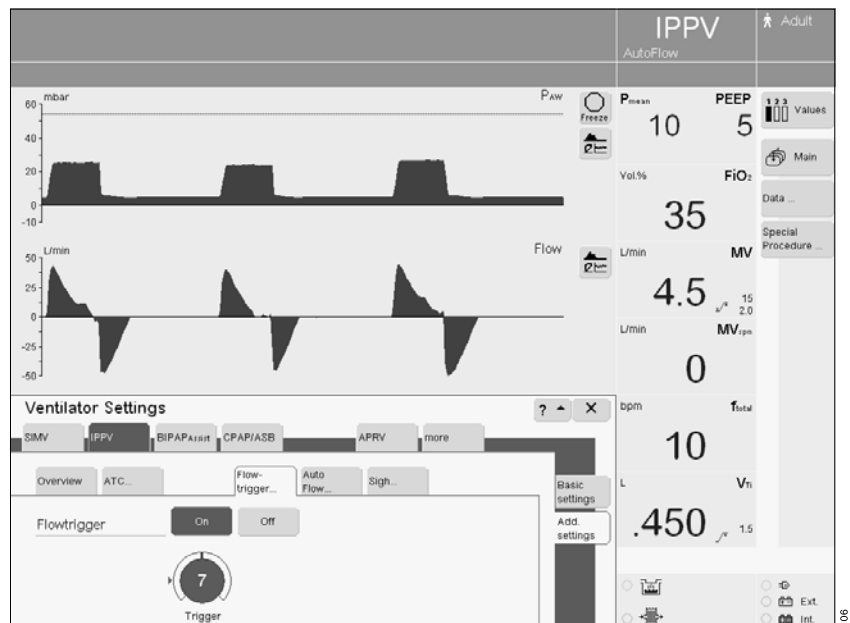 IPPV
AutoFlow
Adult
mbar
PAW
60
40
20
0
-10
Freeze
L/min
Flow
50
25
0
-25
-50
Pmean PEEP
10 5
Vol.% FiO2
35
L/min MV
4.5
15
2.0
L/min MVspn
0
bpm ftotal
10
L VTi
.450
1.5
1 2 3
Values
Main
Data ...
Special
Procedure ...
Ventilator Settings
? X
SIMV IPPV BIPAPAssist CPAP/ASB APRV more
Overview ATC... Flow-
trigger... Auto
Flow... Sigh...
Basic
settings
Add.
settings
Flowtrigger On Off
7
Trigger
Ext.
Int.
06